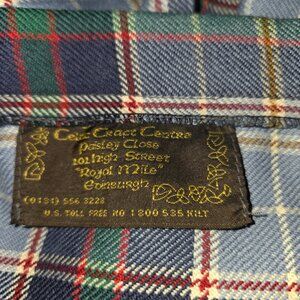 Celtic Craft Centre
Paisley Close
101 High Street
"Royal Mile"
Edinburgh
(0131) 556 3228
U.S. TOLL FREE NO 1 800 535 KILT